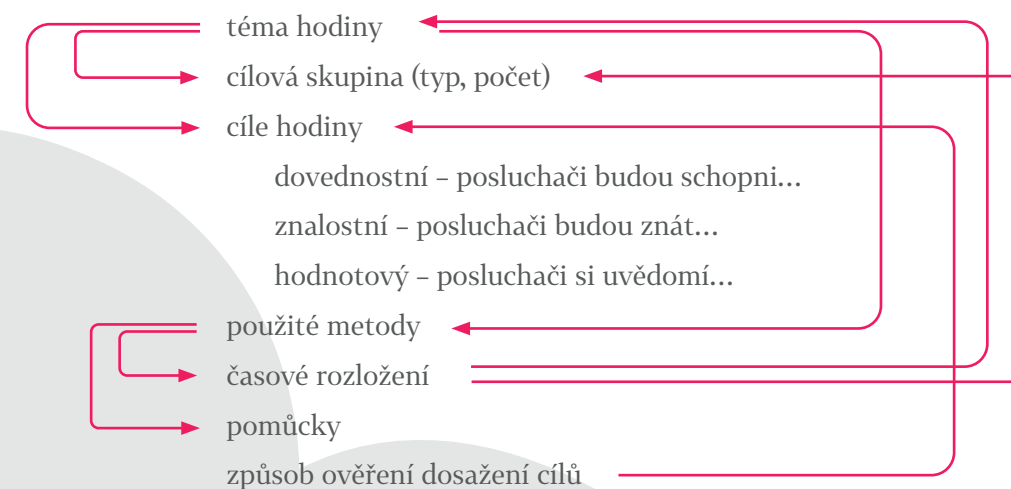 téma hodiny
cílová skupina (typ, počet)
cíle hodiny
dovednostní – posluchači budou schopni…
znalostní – posluchači budou znát…
hodnotový – posluchači si uvědomí…
použité metody
časové rozložení
pomůcky
způsob ověření dosažení cílů